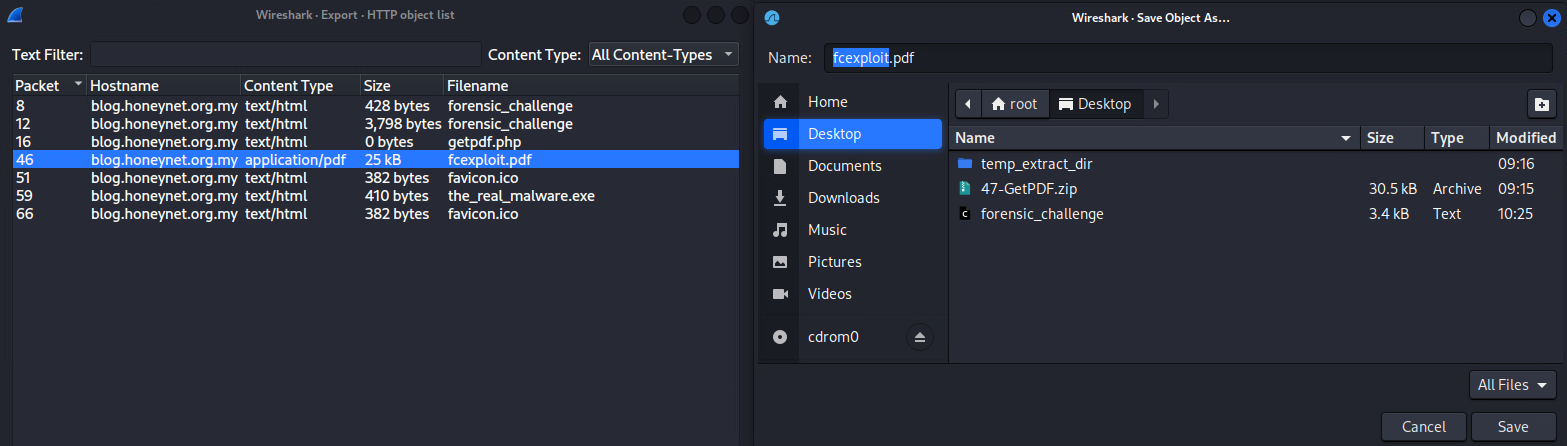 Wireshark · Export · HTTP object list
Text Filter: Content Type: All Content-Types
Packet Hostname Content Type Size Filename
8 blog.honeynet.org.my text/html 428 bytes forensic_challenge
12 blog.honeynet.org.my text/html 3,798 bytes forensic_challenge
16 blog.honeynet.org.my text/html 0 bytes getpdf.php
46 blog.honeynet.org.my application/pdf 25 kB fcexploit.pdf
51 blog.honeynet.org.my text/html 382 bytes favicon.ico
59 blog.honeynet.org.my text/html 410 bytes the_real_malware.exe
66 blog.honeynet.org.my text/html 382 bytes favicon.ico
Wireshark · Save Object As...
Name: fcexploit.pdf
Home
Desktop
Documents
Downloads
Music
Pictures
Videos
cdrom0
root Desktop
Name Size Type Modified
temp_extract_dir 09:16
47-GetPDF.zip 30.5 kB Archive 09:15
forensic_challenge 3.4 kB Text 10:25
All Files
Cancel Save